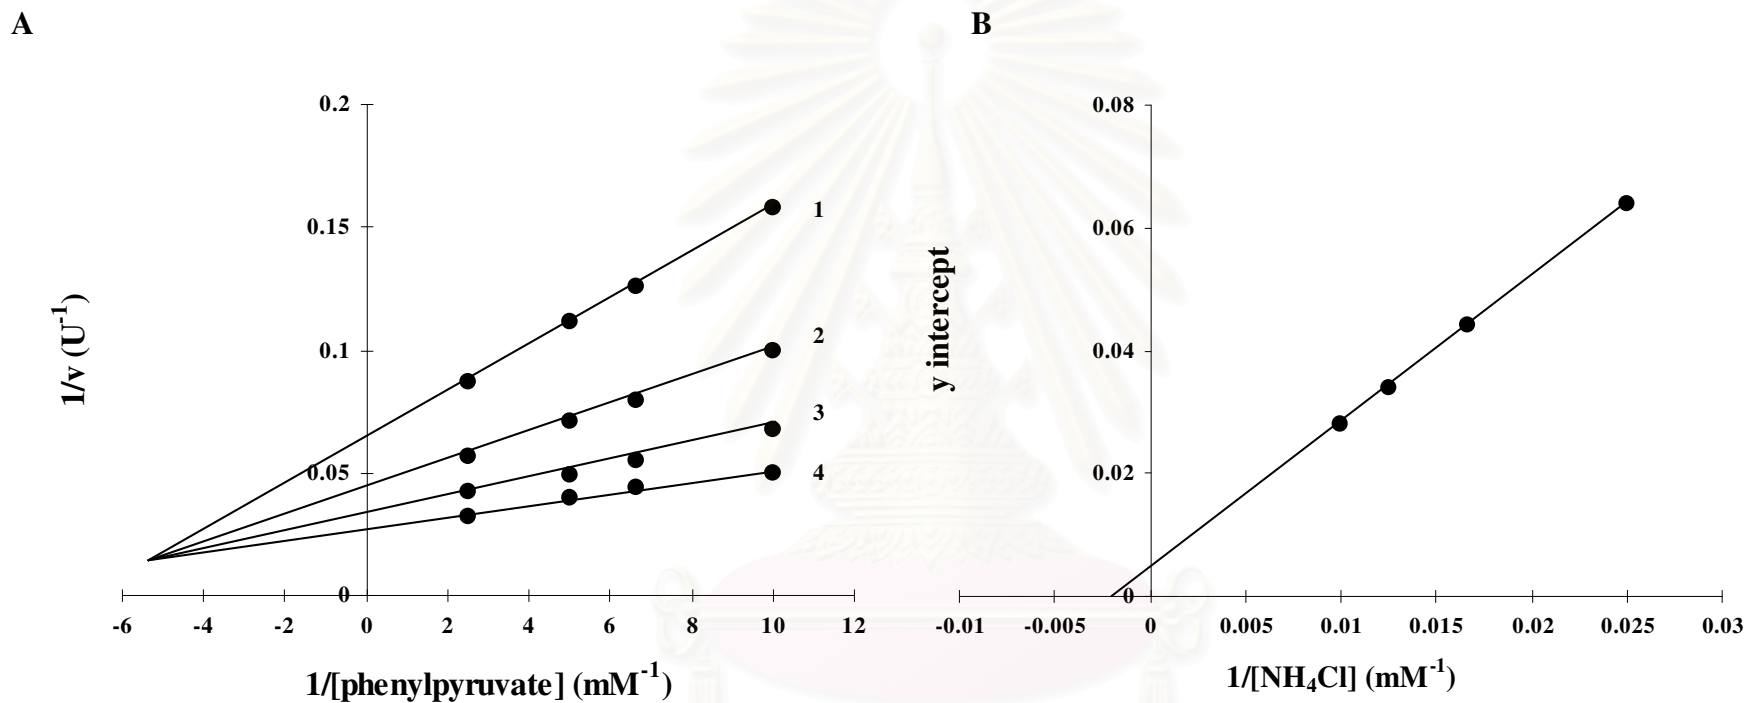 A
B
0.2
0.15
0.1
0.05
0
-6 -4 -2 0 2 4 6 8 10 12
1
2
3
4
1/v (U-1)
1/[phenylpyruvate] (mM-1)
0.08
0.06
0.04
0.02
0
-0.01 -0.005 0 0.005 0.01 0.015 0.02 0.025 0.03
y intercept
1/[NH4Cl] (mM-1)